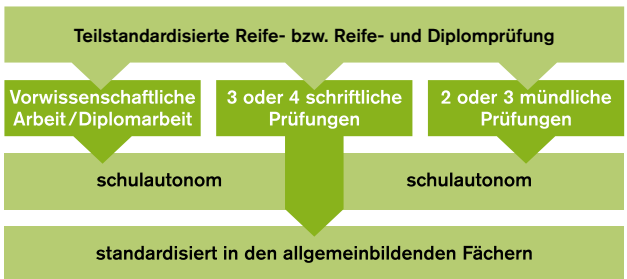 Teilstandardisierte Reife- bzw. Reife- und Diplomprüfung
Vorwissenschaftliche
Arbeit/Diplomarbeit
3 oder 4 schriftliche
Prüfungen
2 oder 3 mündliche
Prüfungen
schulautonom
schulautonom
standardisiert in den allgemeinbildenden Fächern